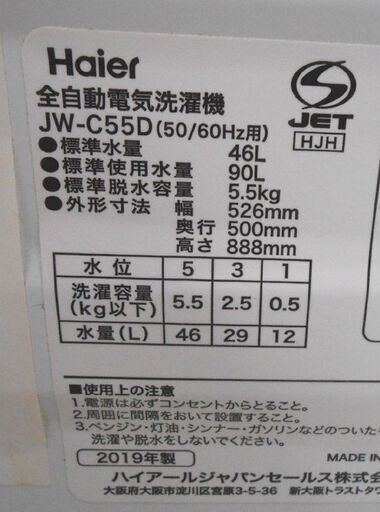 Haier
全自動電気洗濯機
JW-C55D(50/60Hz用)
JET
HJH
●標準水量 46L
●標準使用水量 90L
●標準脱水容量 5.5kg
●外形寸法 幅 526mm
奥行 500mm
高さ 888mm
水位 5 3 1
洗濯容量(kg以下) 5.5 2.5 0.5
水量(L) 46 29 12
■使用上の注意
1.電源は必ずコンセントからとること。
2.周囲に間隔をおいて設置すること。
3.ベンジン・灯油・シンナー・ガソリンなどのついた
洗濯や脱水をしないでください。
2019年製
MADE IN
ハイアールジャパンセールス株式
大阪府大阪市淀川区宮原3-5-36 新大阪トラストタワ